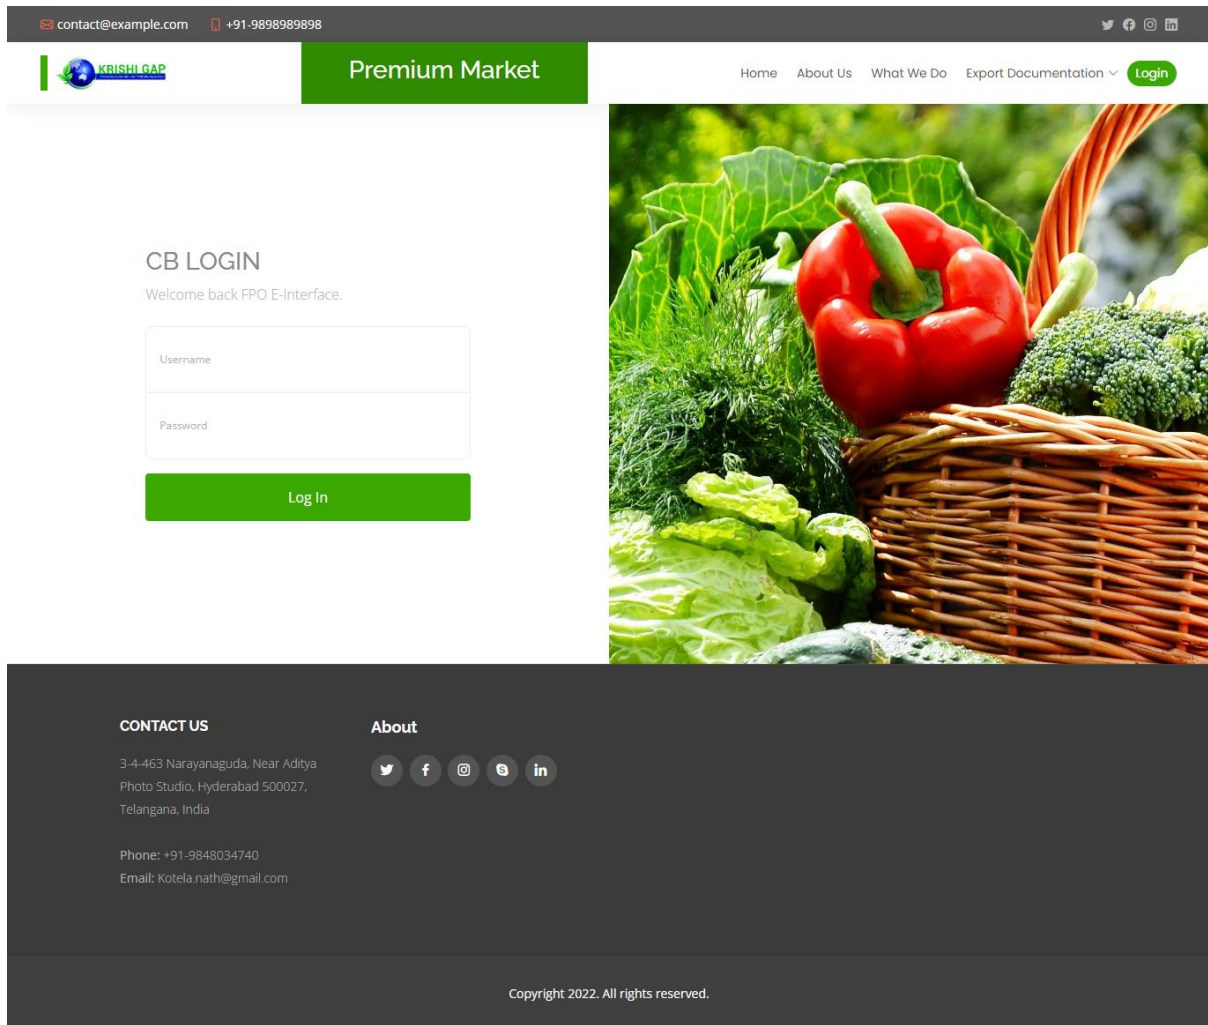 contact@example.com +91-9898989898
KRISHI GAP
Premium Market
Home About Us What We Do Export Documentation Login
CB LOGIN
Welcome back FPO E-Interface.
Username
Password
Log In
CONTACT US
3-4-463 Narayanaguda, Near Aditya
Photo Studio, Hyderabad 500027,
Telangana, India
Phone: +91-9848034740
Email: Kotela.nath@gmail.com
About
Copyright 2022. All rights reserved.